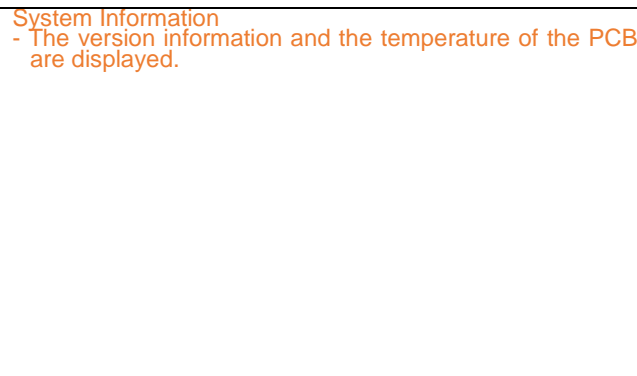 System Information
- The version information and the temperature of the PCB
are displayed.